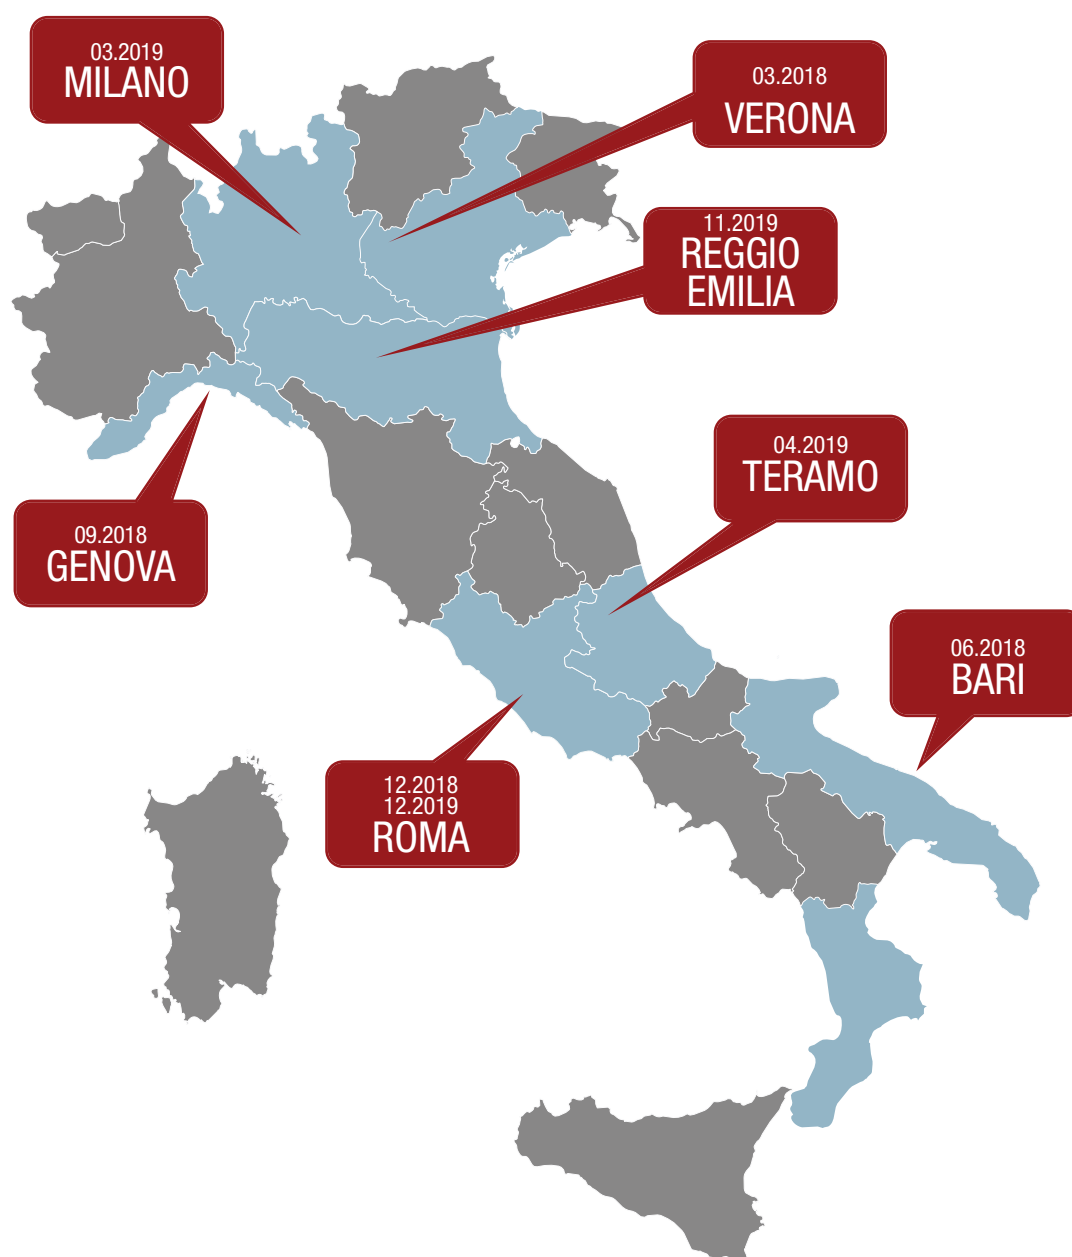 03.2019
MILANO
03.2018
VERONA
11.2019
REGGIO
EMILIA
04.2019
TERAMO
09.2018
GENOVA
06.2018
BARI
12.2018
12.2019
ROMA